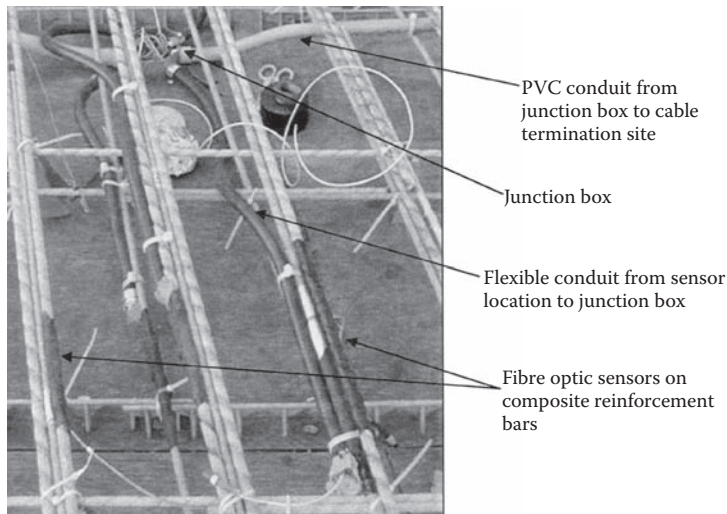 PVC conduit from
junction box to cable
termination site
Junction box
Flexible conduit from sensor
location to junction box
Fibre optic sensors on
composite reinforcement
bars